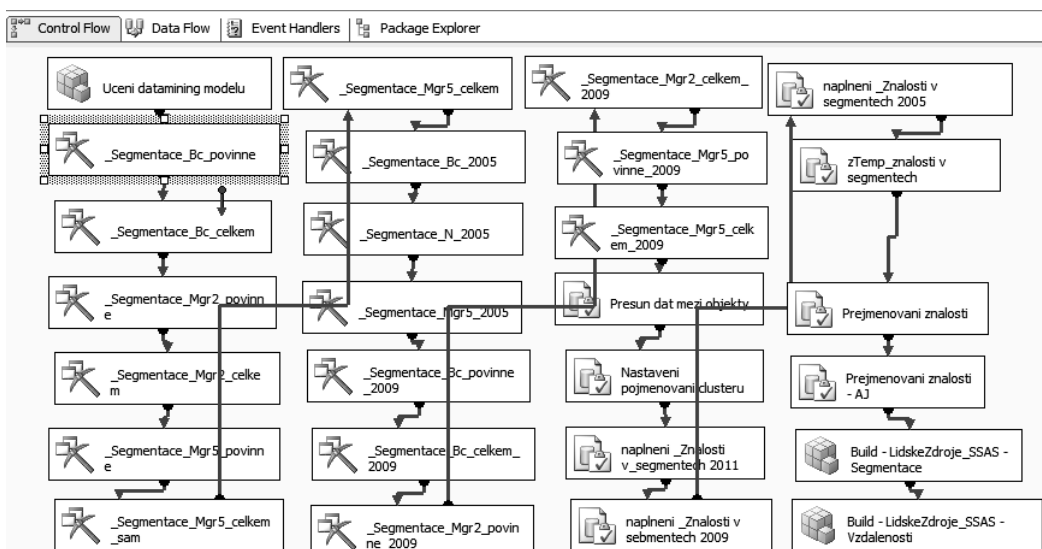 Control Flow
Data Flow
Event Handlers
Package Explorer
Uceni datamining modelu
_Segmentace_Bc_povinne
_Segmentace_Bc_celkem
_Segmentace_Mgr2_povinn
e
_Segmentace_Mgr2_celke
m
_Segmentace_Mgr5_povinn
e
_Segmentace_Mgr5_celkem
_sam
_Segmentace_Mgr5_celkem
_Segmentace_Bc_2005
_Segmentace_N_2005
_Segmentace_Mgr5_2005
_Segmentace_Bc_povinne
_2009
_Segmentace_Bc_celkem_
2009
_Segmentace_Mgr2_povin
ne_2009
_Segmentace_Mgr2_celkem_
2009
_Segmentace_Mgr5_po
vinne_2009
_Segmentace_Mgr5_celk
em_2009
Presun dat mezi objekty
Nastaveni
pojmenovani clusteru
naplneni _Znalosti
v_segmentech 2011
naplneni _Znalosti v
sebmentech 2009
naplneni _Znalosti v
segmentech 2005
zTemp_znalosti v
segmentech
Prejmenovani znalosti
Prejmenovani znalosti
- AJ
Build - LidskeZdroje_SSAS -
Segmentace
Build - LidskeZdroje_SSAS -
Vzdalenosti